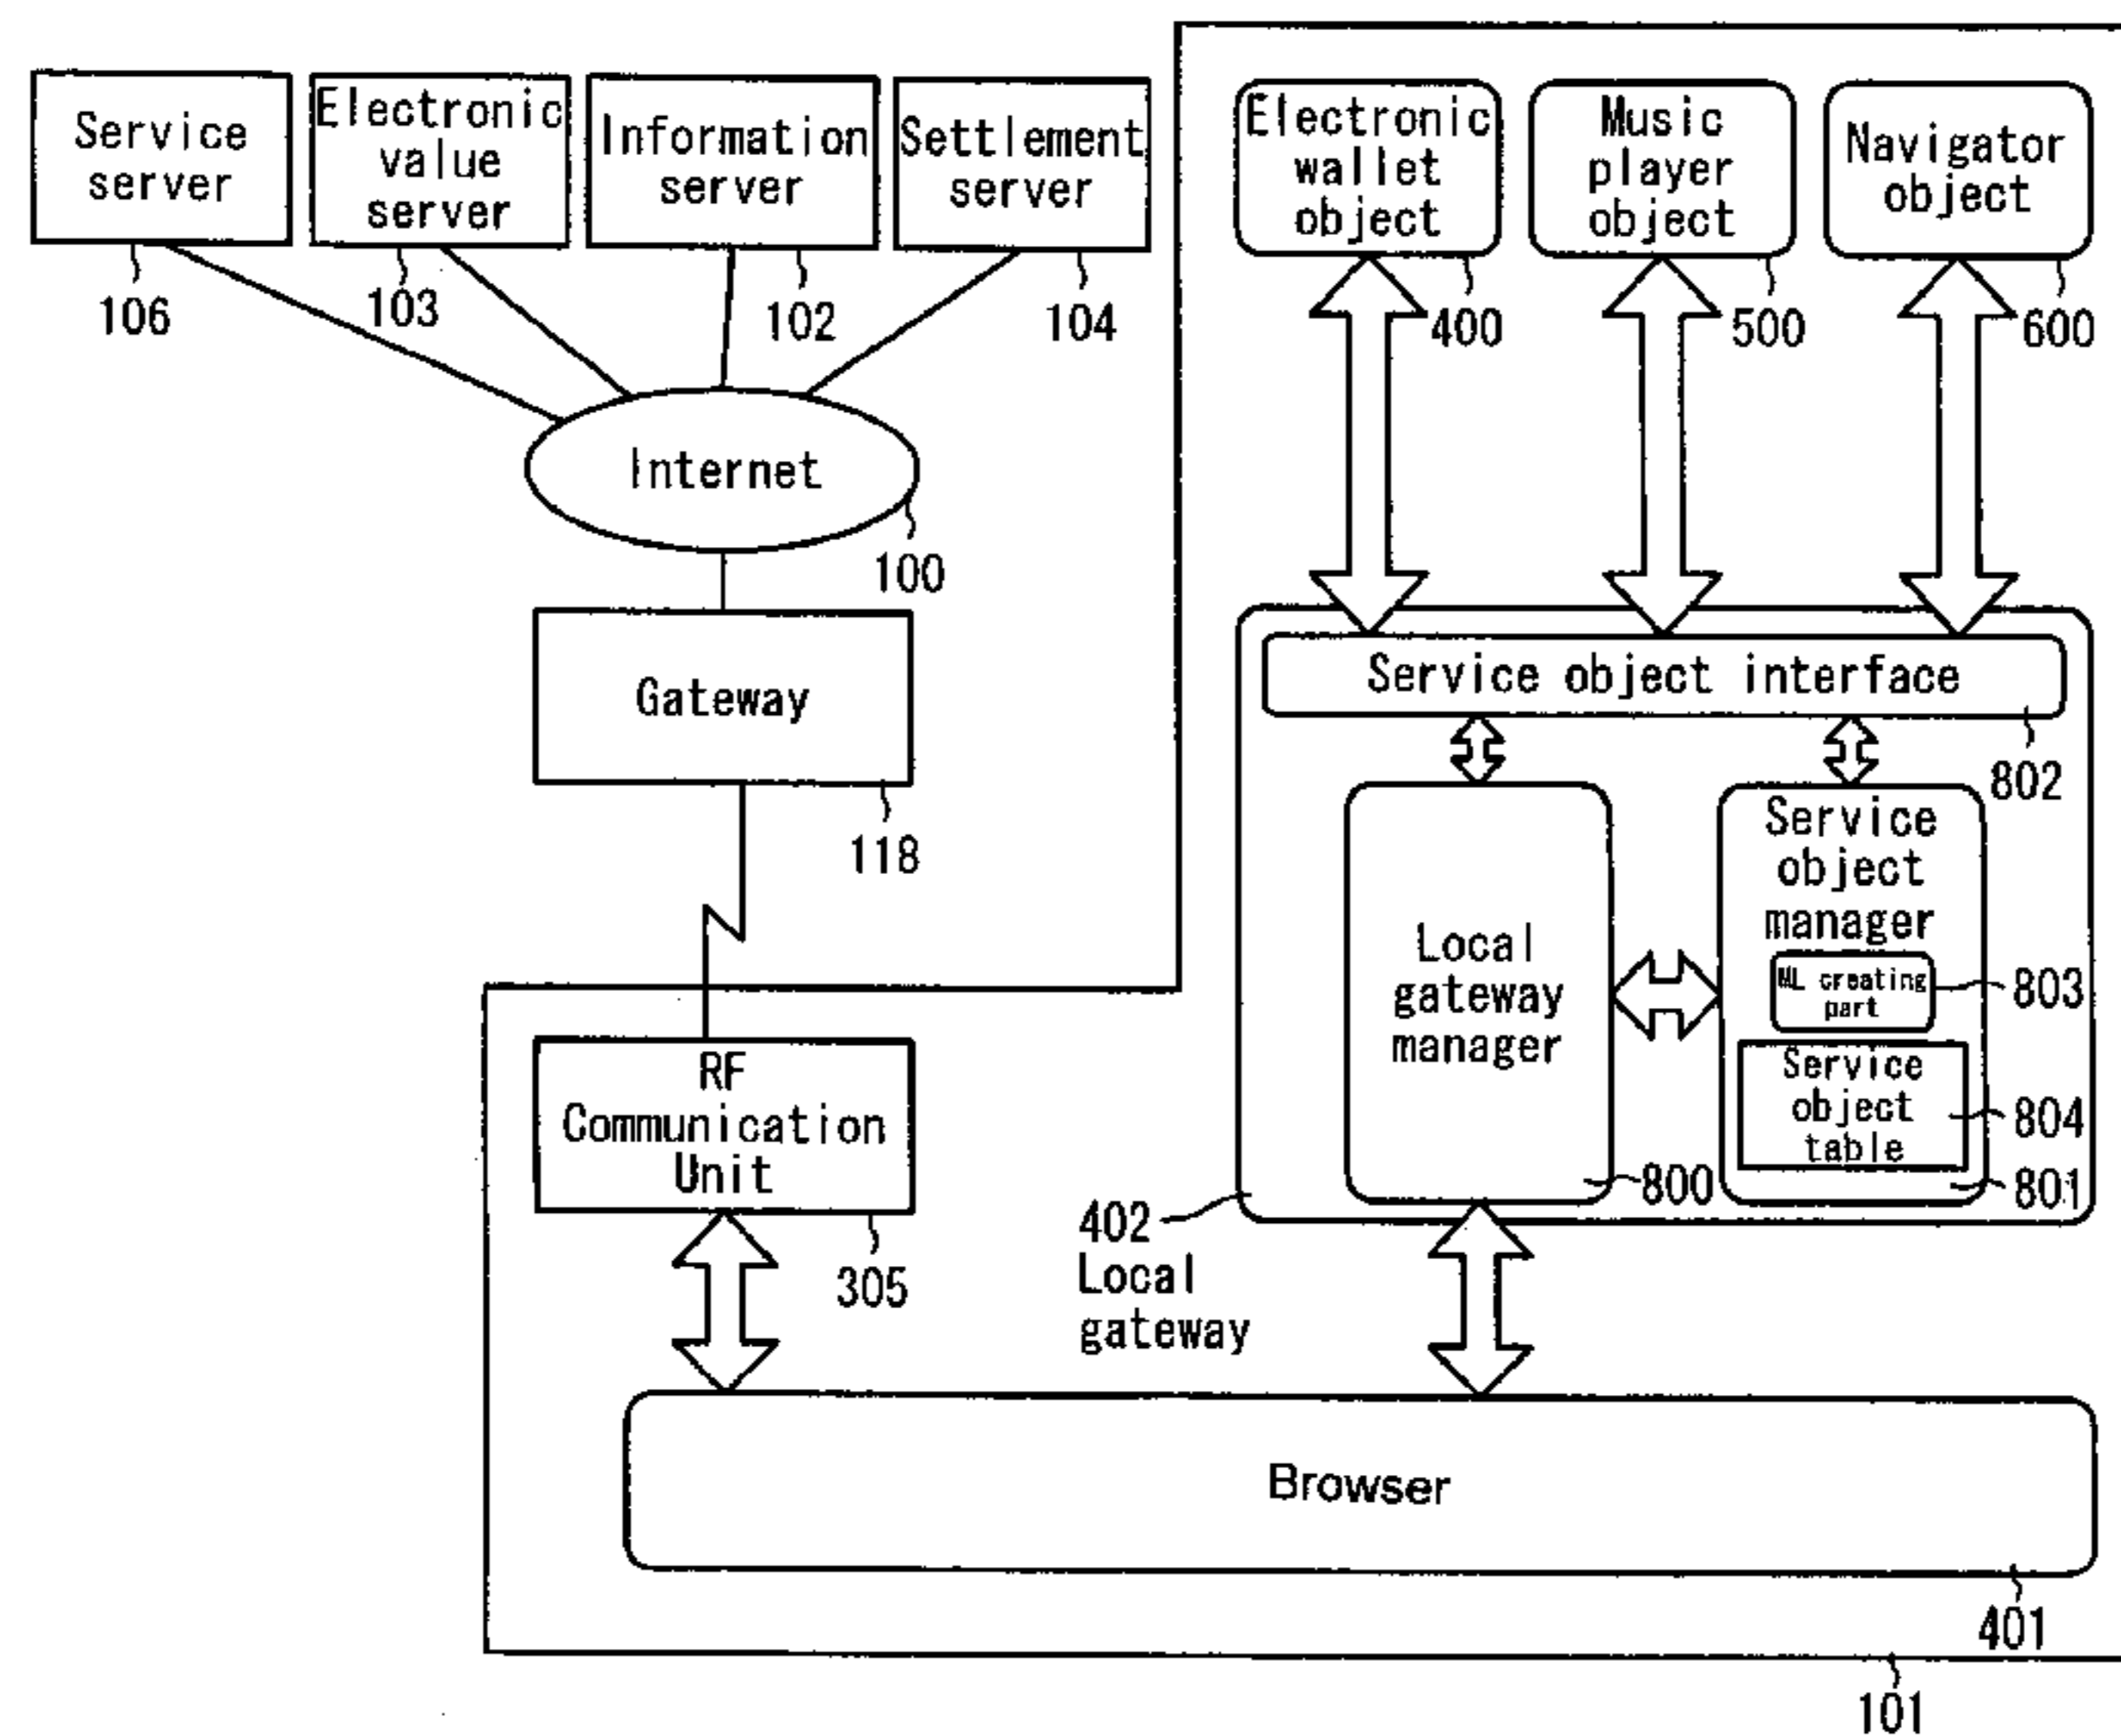 Service
server
106
Electronic
value
server
103
Information
server
102
Settlement
server
104
Internet
100
Gateway
118
RF
Communication
Unit
305
Electronic
wallet
object
400
Music
player
object
500
Navigator
object
600
Service object interface
802
Local
gateway
manager
800
Service
object
manager
ML creating
part
803
Service
object
table
804
801
402
Local
gateway
Browser
401
101